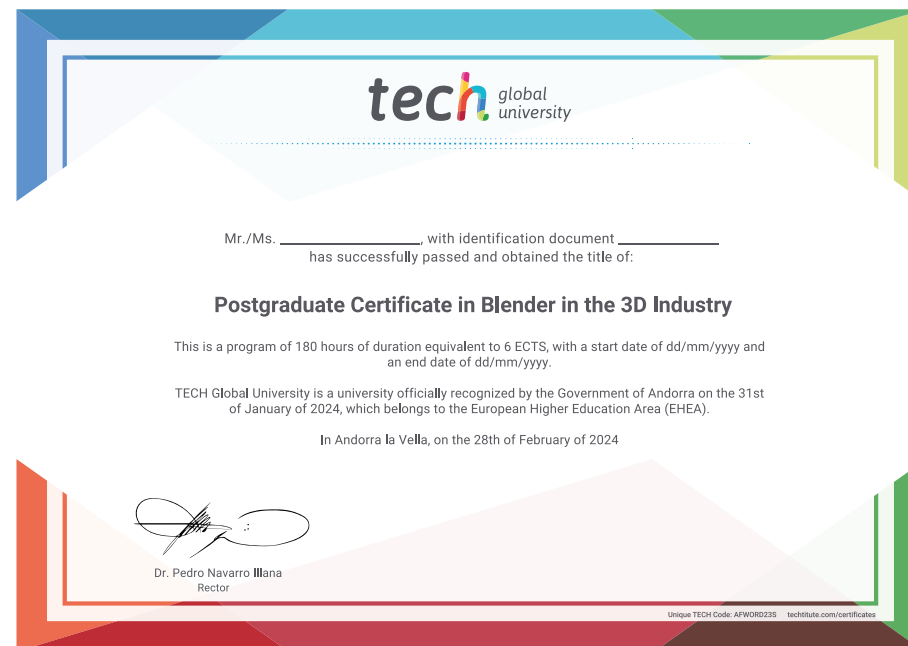 tech global university
Mr./Ms. ____________________, with identification document ______________
has successfully passed and obtained the title of:
Postgraduate Certificate in Blender in the 3D Industry
This is a program of 180 hours of duration equivalent to 6 ECTS, with a start date of dd/mm/yyyy and
an end date of dd/mm/yyyy.
TECH Global University is a university officially recognized by the Government of Andorra on the 31st
of January of 2024, which belongs to the European Higher Education Area (EHEA).
In Andorra la Vella, on the 28th of February of 2024
Dr. Pedro Navarro Illana
Rector
Unique TECH Code: AFWORD23S techtitute.com/certificates